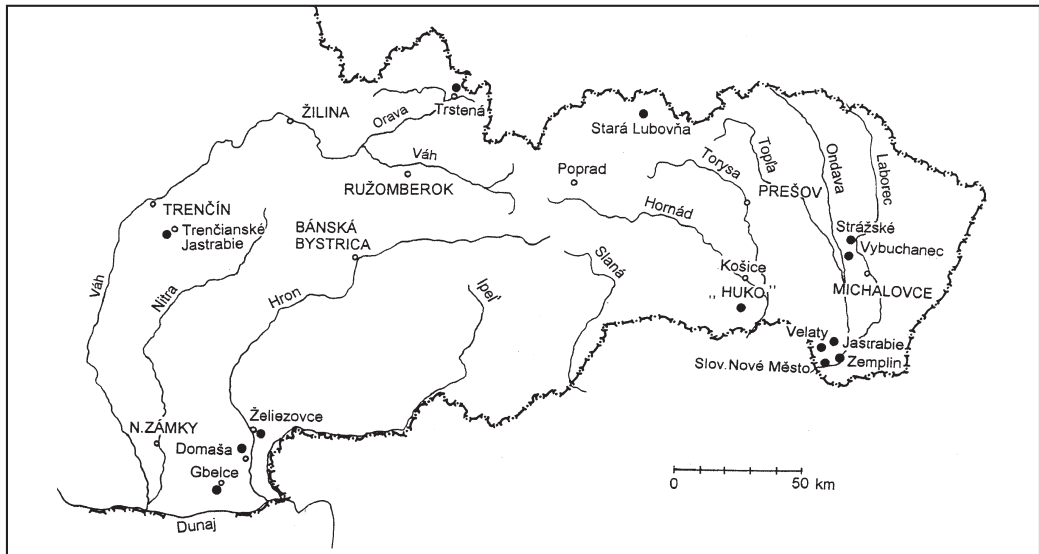 Trstená
Orava
ŽILINA
Stará Lubovňa
Váh
RUŽOMBEROK
Poprad
Torysa
Topľa
Ondava
Laborec
PREŠOV
TRENČÍN
Trenčianské
Jastrabie
BÁNSKÁ
BYSTRICA
Hornád
Strážské
Vybuchanec
Váh
Nitra
Hron
Ipeľ
Slaná
Košice
„ HUKO "
MICHALOVCE
Velaty
Jastrabie
Slov. Nové Město
Zemplin
N.ZÁMKY
Želiezovce
Domaša
Gbelce
Dunaj
0 50 km